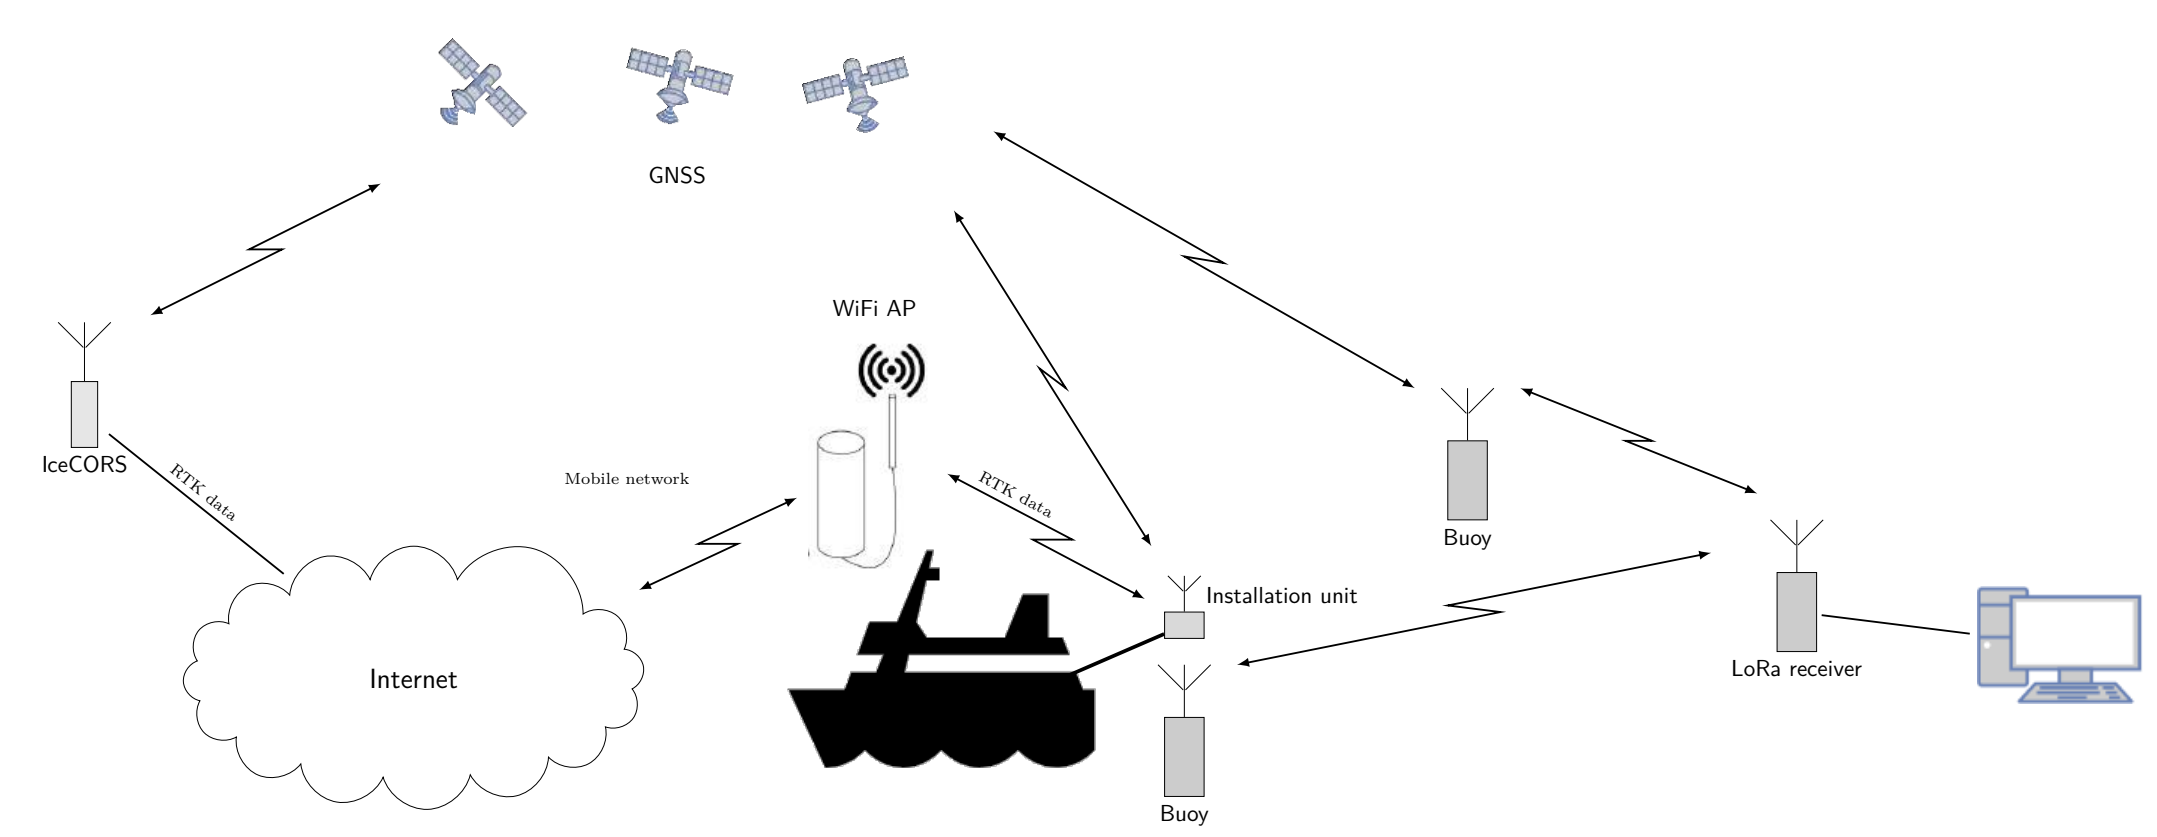 GNSS
WiFi AP
IceCORS
RTK data
Mobile network
RTK data
Buoy
Installation unit
Internet
LoRa receiver
Buoy